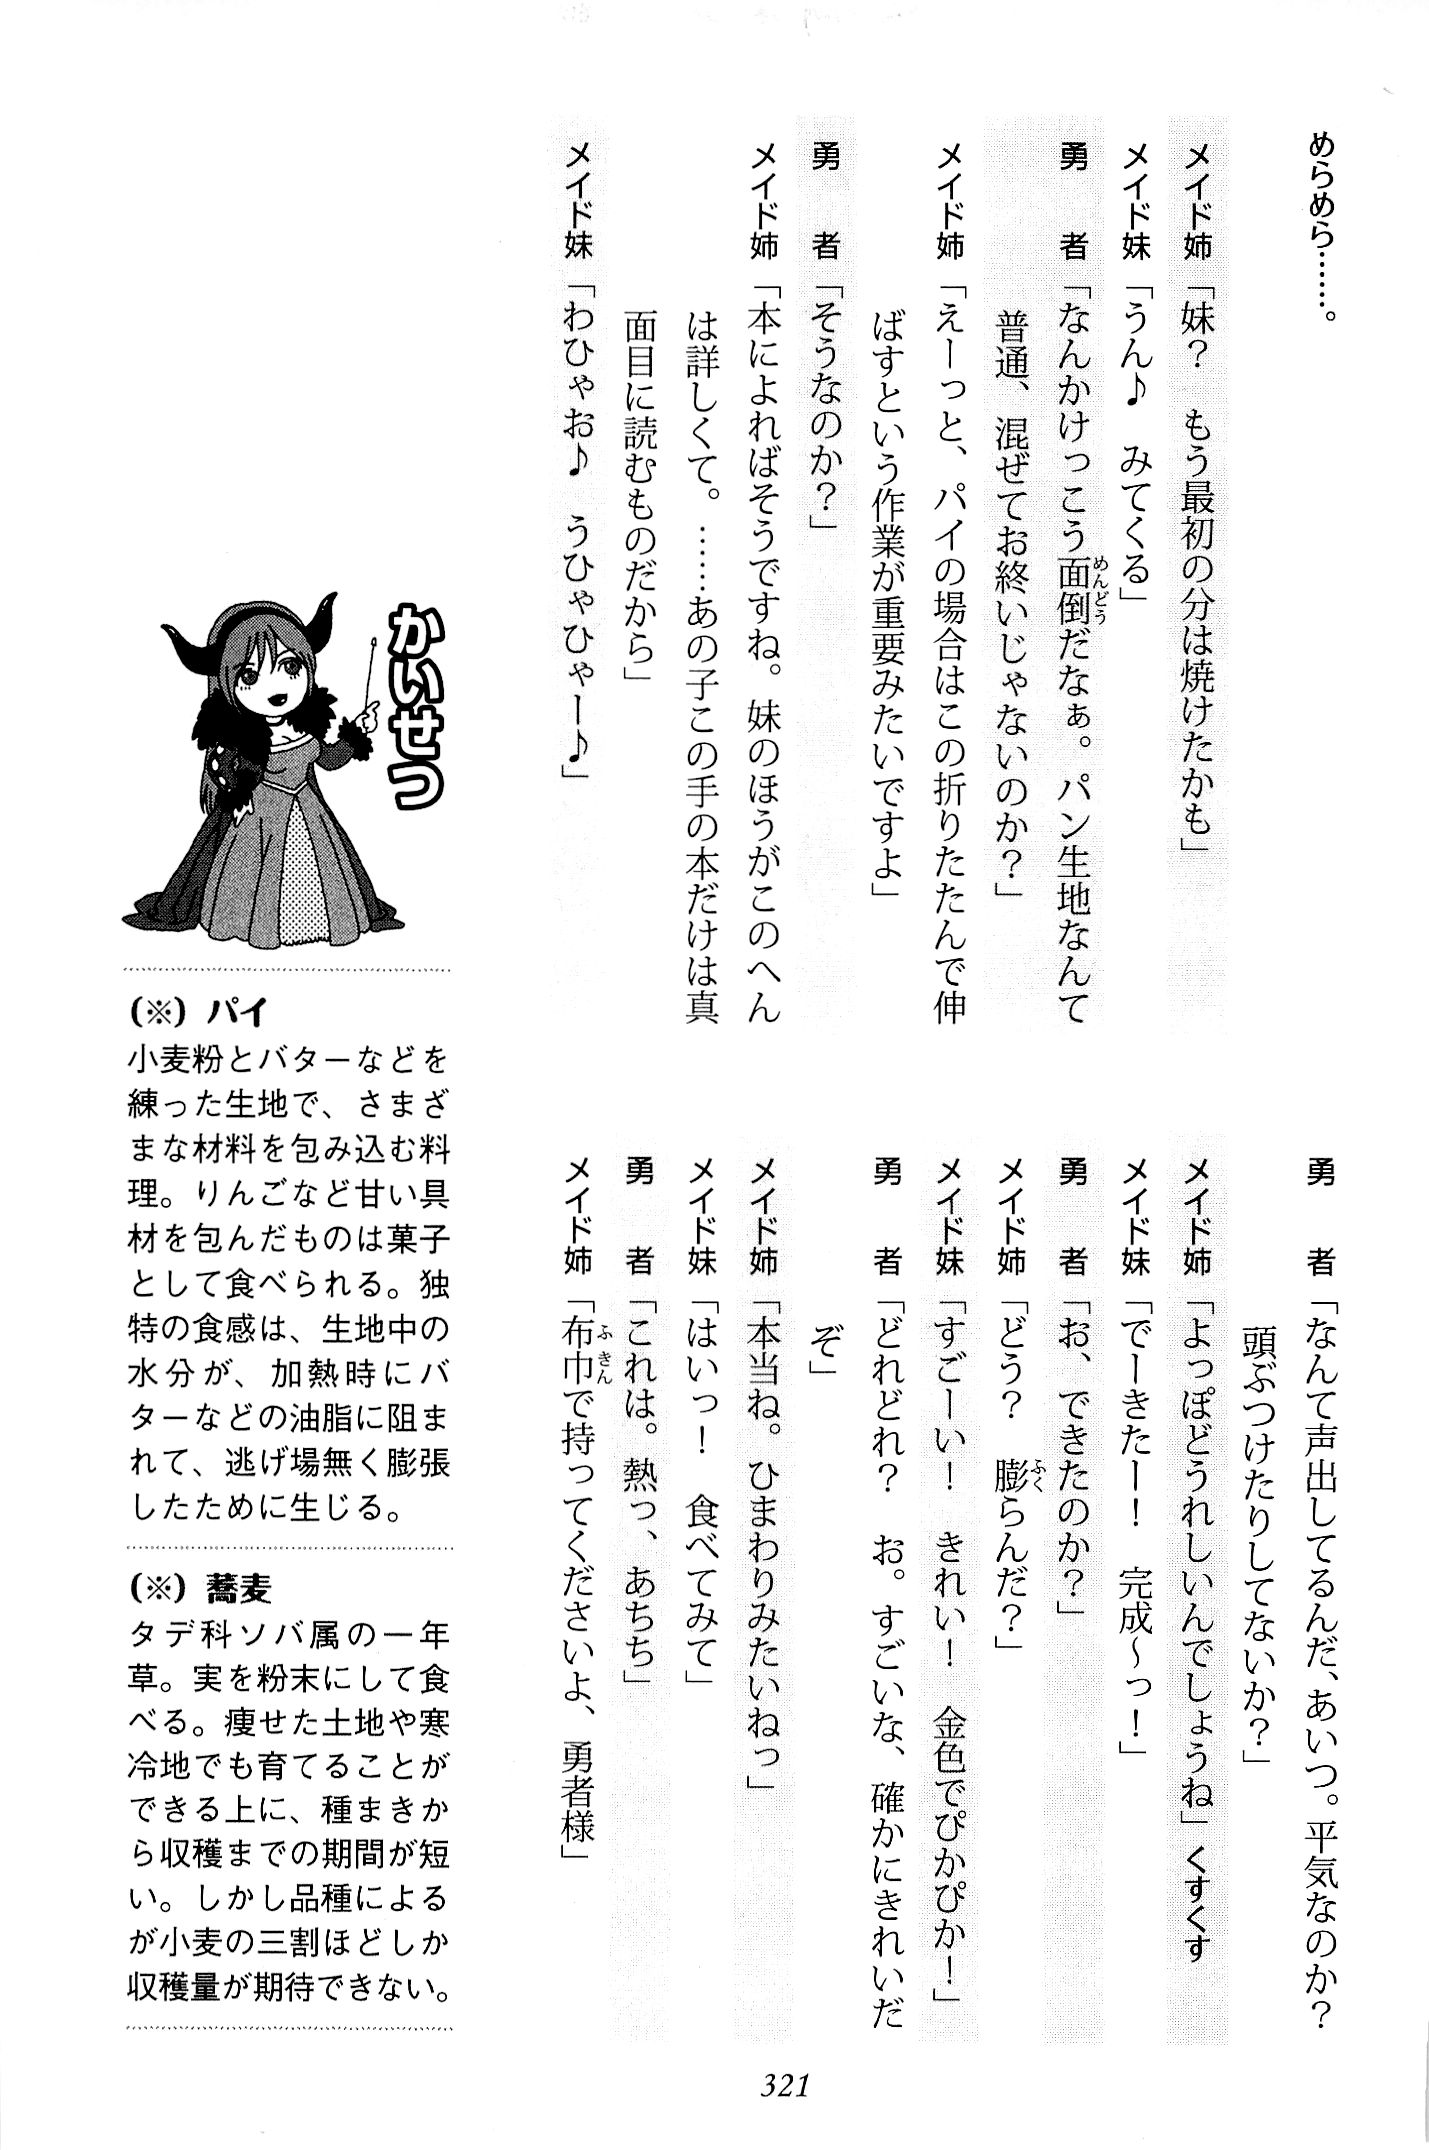 めらめら……。
メイド姉「妹？　もう最初の分は焼けたかも」
メイド妹「うん♪　みてくる」
勇　　者「なんかけっこう面倒だなぁ。パン生地なんて
普通、混ぜてお終いじゃないのか？」
メイド姉「えーっと、パイの場合はこの折りたたんで伸
ばすという作業が重要みたいですよ」
勇　　者「そうなのか？」
メイド姉「本によればそうですね。妹のほうがこのへん
は詳しくて。……あの子この手の本だけは真
面目に読むものだから」
メイド妹「わひゃお♪　うひゃひゃー♪」
勇　　者「なんて声出してるんだ、あいつ。平気なのか？
頭ぶつけたりしてないか？」
メイド姉「よっぽどうれしいんでしょうね」くすくす
メイド妹「でーきたー！　完成～っ！」
勇　　者「お、できたのか？」
メイド姉「どう？　膨らんだ？」
メイド妹「すごーい！　きれい！　金色でぴかぴか！」
勇　　者「どれどれ？　お。すごいな、確かにきれいだ
ぞ」
メイド姉「本当ね。ひまわりみたいねっ」
メイド妹「はいっ！　食べてみて」
勇　　者「これは。熱っ、あちち」
メイド姉「布巾で持ってくださいよ、勇者様」
めんどう
ふく
ふきん
かいせつ
（※）パイ
小麦粉とバターなどを
練った生地で、さまざ
まな材料を包み込む料
理。りんごなど甘い具
材を包んだものは菓子
として食べられる。独
特の食感は、生地中の
水分が、加熱時にバ
ターなどの油脂に阻ま
れて、逃げ場無く膨張
したために生じる。
（※）蕎麦
タデ科ソバ属の一年
草。実を粉末にして食
べる。痩せた土地や寒
冷地でも育てることが
できる上に、種まきか
ら収穫までの期間が短
い。しかし品種による
が小麦の三割ほどしか
収穫量が期待できない。
321